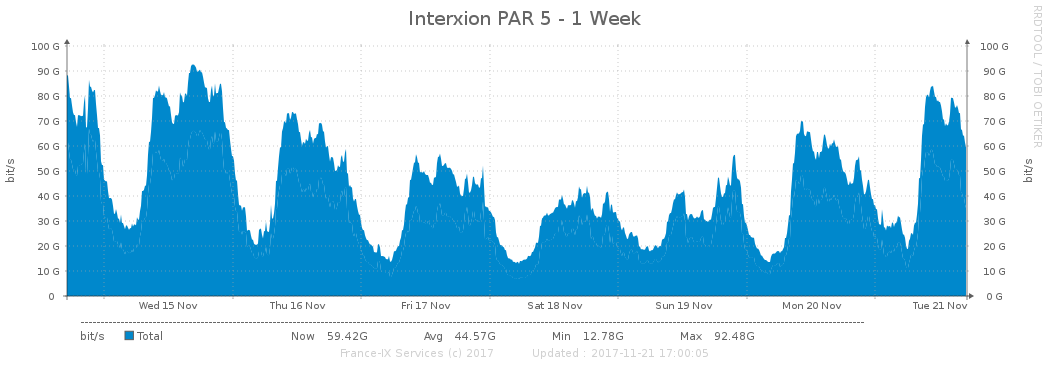 Interxion PAR 5 - 1 Week
RRDTOOL / TOBI OETIKER
bit/s
100 G 100 G
90 G 90 G
80 G 80 G
70 G 70 G
60 G 60 G
50 G 50 G
40 G 40 G
30 G 30 G
20 G 20 G
10 G 10 G
0 0 G
bit/s
Wed 15 Nov Thu 16 Nov Fri 17 Nov Sat 18 Nov Sun 19 Nov Mon 20 Nov Tue 21 Nov
bit/s Total Now 59.42G Avg 44.57G Min 12.78G Max 92.48G
France-IX Services (c) 2017 Updated : 2017-11-21 17:00:05